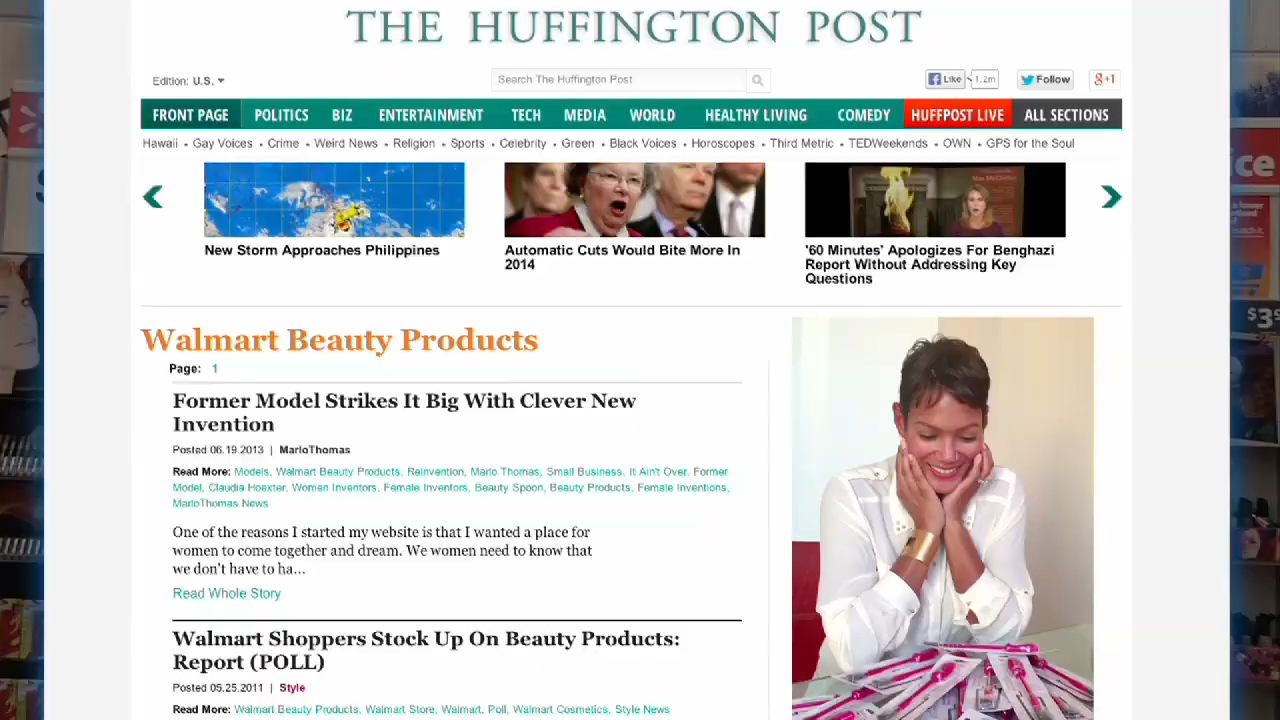 THE HUFFINGTON POST
Edition: U.S.
Search The Huffington Post
Like 1.2m
Follow
g+1
FRONT PAGE POLITICS BIZ ENTERTAINMENT TECH MEDIA WORLD HEALTHY LIVING COMEDY HUFFPOST LIVE ALL SECTIONS
Hawaii • Gay Voices • Crime • Weird News • Religion • Sports • Celebrity • Green • Black Voices • Horoscopes • Third Metric • TEDWeekends • OWN • GPS for the Soul
New Storm Approaches Philippines
Automatic Cuts Would Bite More In
2014
'60 Minutes' Apologizes For Benghazi
Report Without Addressing Key
Questions
Walmart Beauty Products
Page: 1
Former Model Strikes It Big With Clever New
Invention
Posted 06.19.2013 | MarloThomas
Read More: Models, Walmart Beauty Products, Reinvention, Marlo Thomas, Small Business, It Ain't Over, Former
Model, Claudia Hoexter, Women Inventors, Female Inventors, Beauty Spoon, Beauty Products, Female Inventions,
MarloThomas News
One of the reasons I started my website is that I wanted a place for
women to come together and dream. We women need to know that
we don't have to ha...
Read Whole Story
Walmart Shoppers Stock Up On Beauty Products:
Report (POLL)
Posted 05.25.2011 | Style
Read More: Walmart Beauty Products, Walmart Store, Walmart, Poll, Walmart Cosmetics, Style News
ice
$3